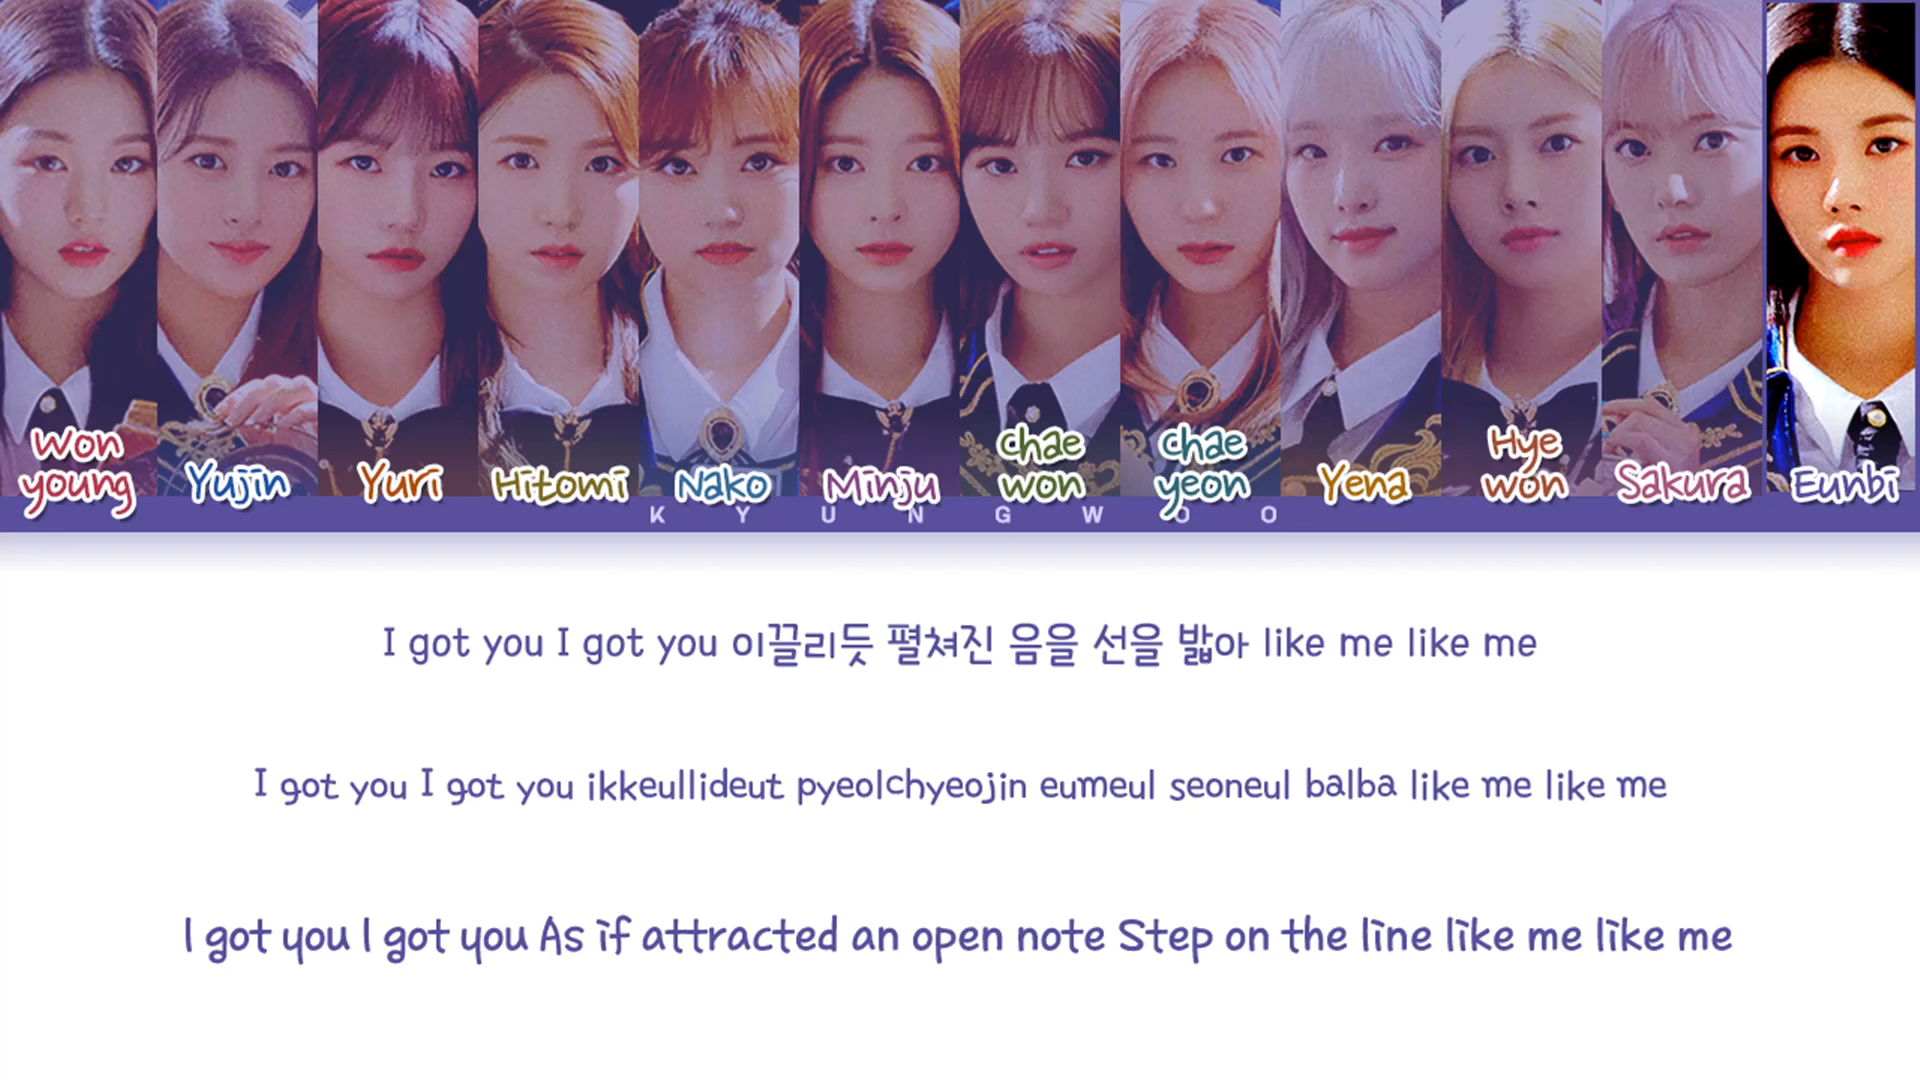 Won
young
Yujin
Yuri
Hitomi
Nako
Minju
chae
won
chae
yeon
Yena
Hye
won
Sakura
Eunbi
K Y U N G W O O
I got you I got you 이끌리듯 펼쳐진 음을 선을 밟아 like me like me
I got you I got you ikkeullideut pyeolchyeojin eumeul seoneul balba like me like me
I got you I got you As if attracted an open note Step on the line like me like me